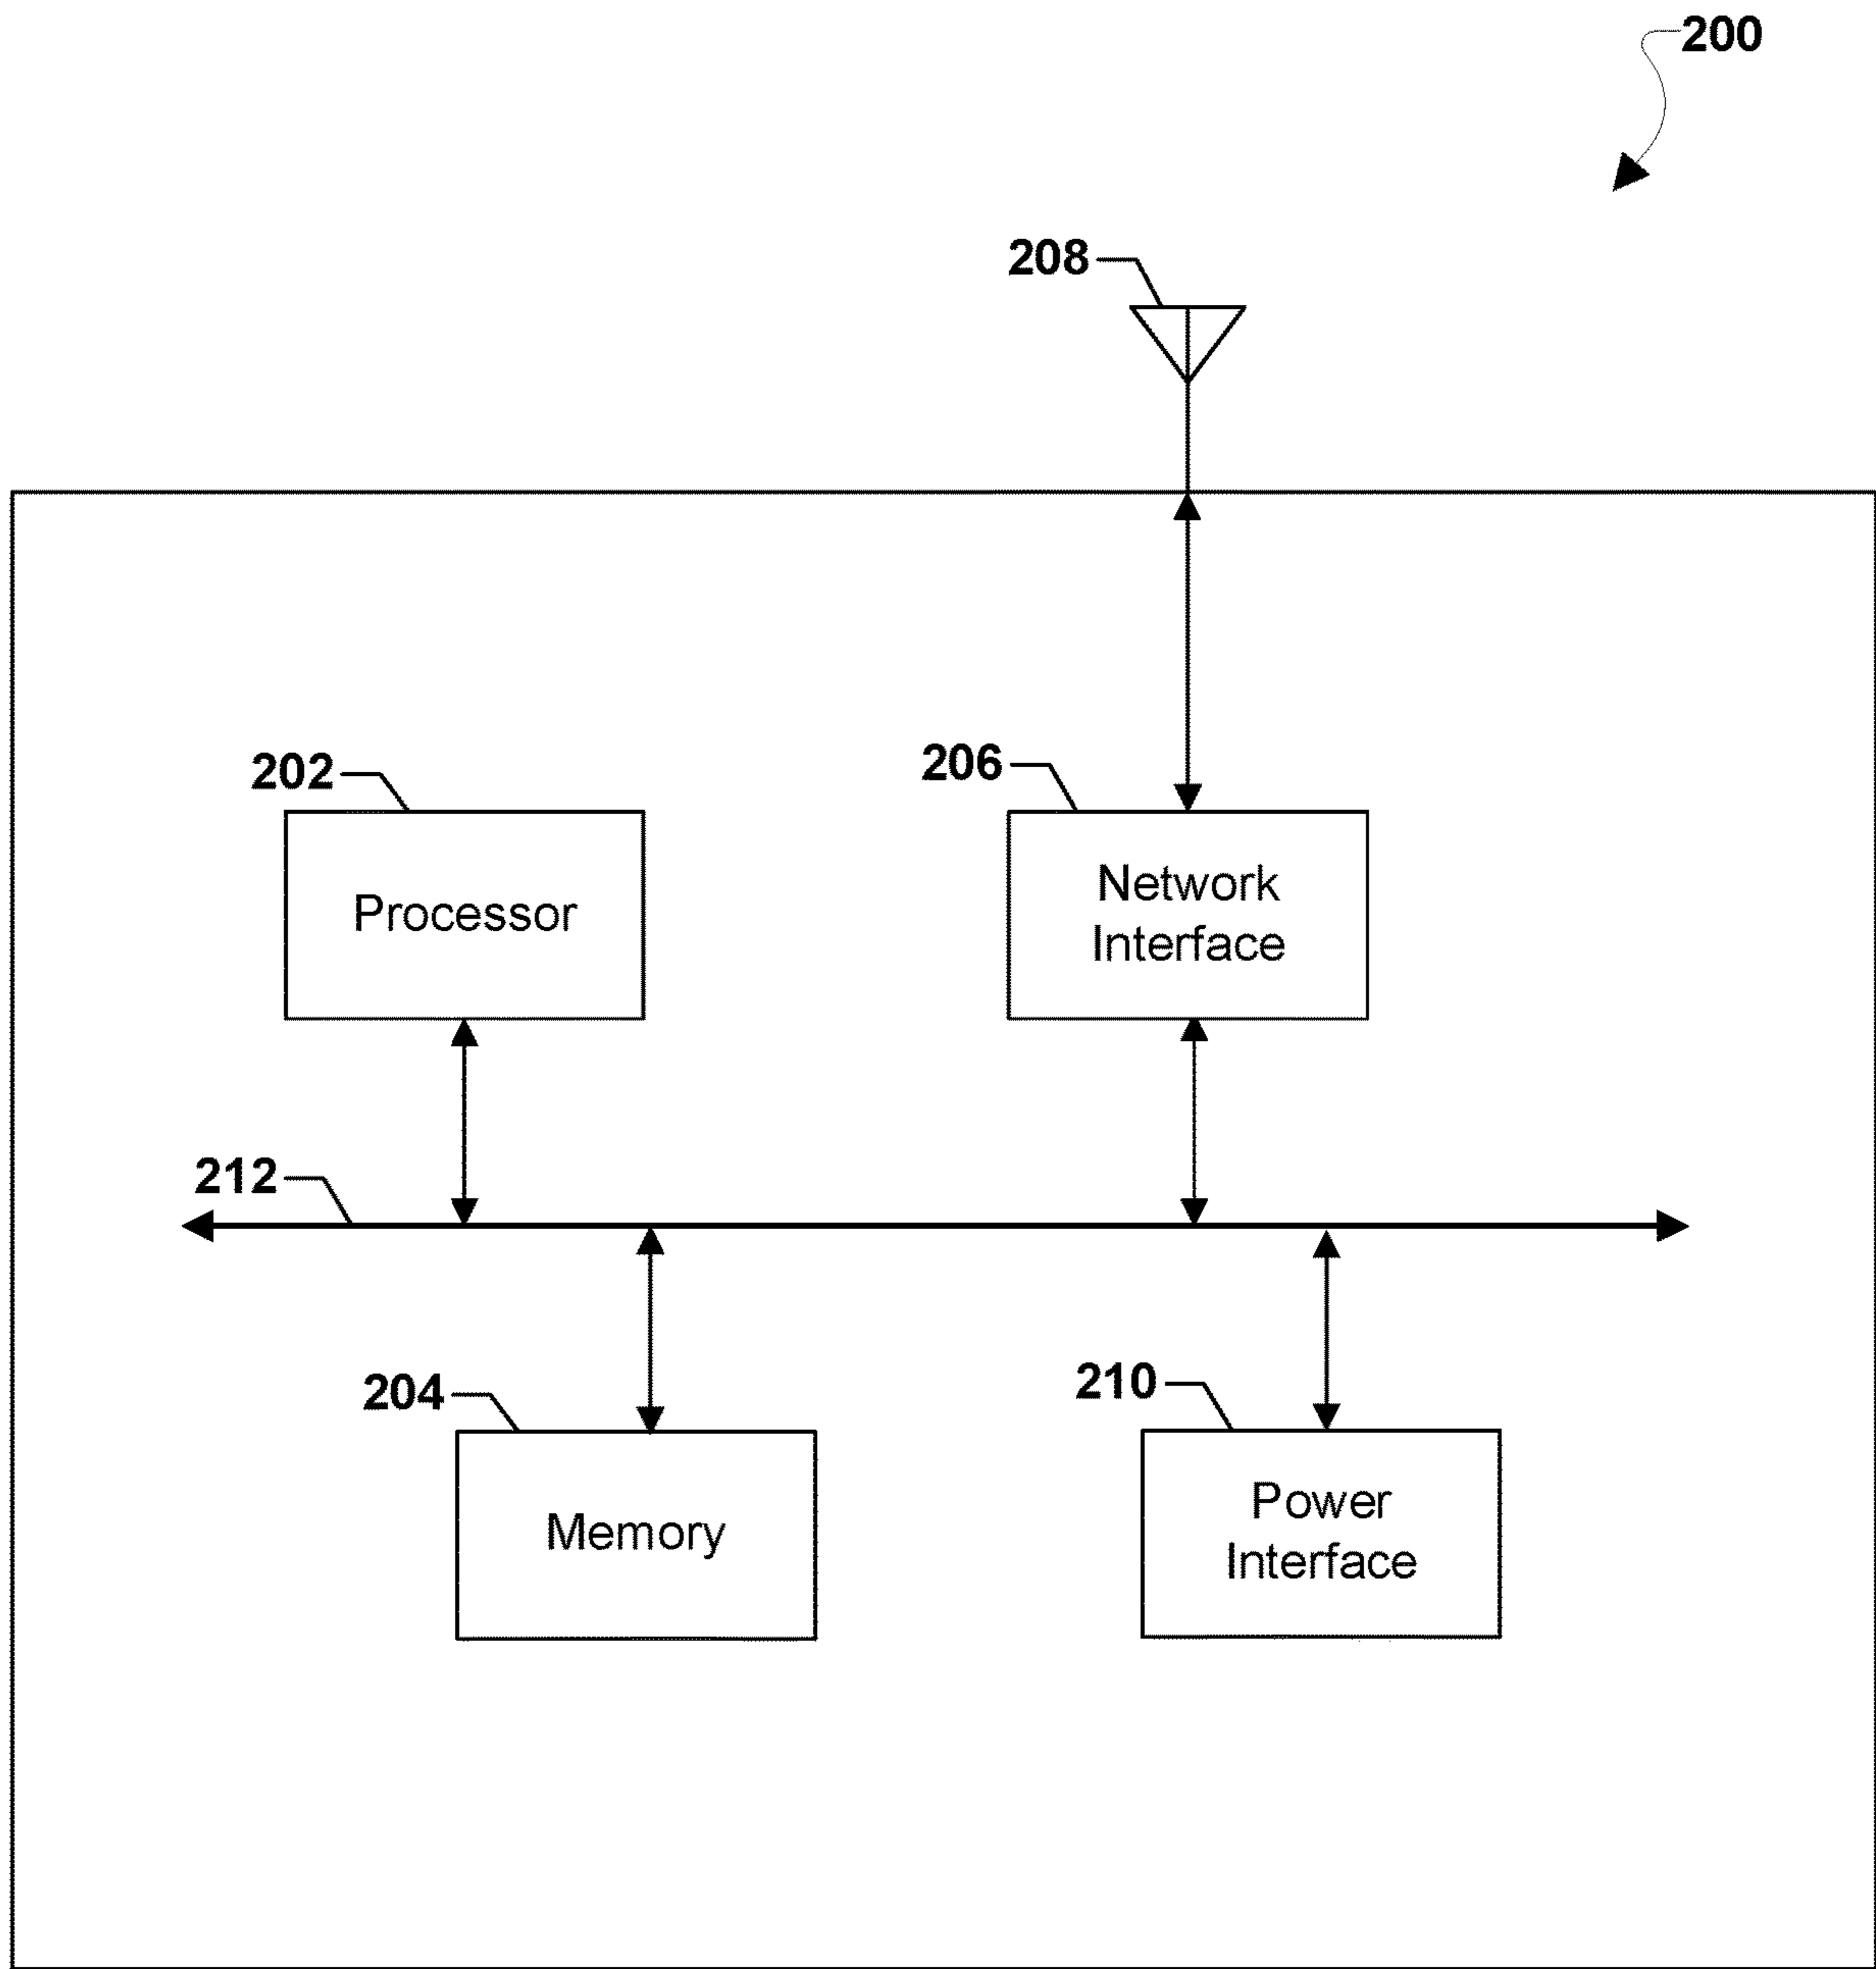 200
208
202
206
Processor
Network
Interface
212
204
210
Memory
Power
Interface